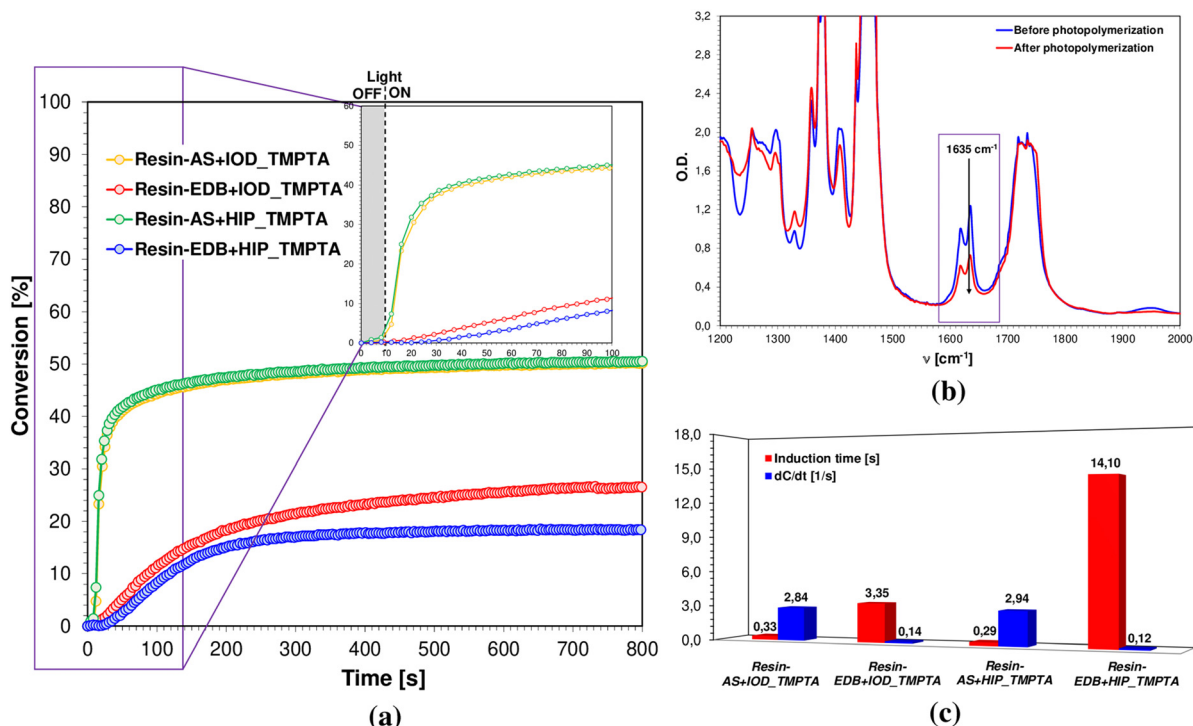 100
90
80
70
60
50
40
30
20
10
0
Conversion [%]
0 100 200 300 400 500 600 700 800
Time [s]
Resin-AS+IOD_TMPTA
Resin-EDB+IOD_TMPTA
Resin-AS+HIP_TMPTA
Resin-EDB+HIP_TMPTA
Light
OFF ON
60
50
40
30
20
10
0
0 10 20 30 40 50 60 70 80 90 100
(a)
3,2
2,8
2,4
2,0
1,6
1,2
0,8
0,4
0,0
O.D.
Before photopolymerization
After photopolymerization
1635 cm-1
1200 1300 1400 1500 1600 1700 1800 1900 2000
ν [cm-1]
(b)
18,0
15,0
12,0
9,0
6,0
3,0
0,0
Induction time [s]
dC/dt [1/s]
0,33 2,84 3,35 0,14 0,29 2,94 14,10 0,12
Resin-
AS+IOD_TMPTA
Resin-
EDB+IOD_TMPTA
Resin-
AS+HIP_TMPTA
Resin-
EDB+HIP_TMPTA
(c)